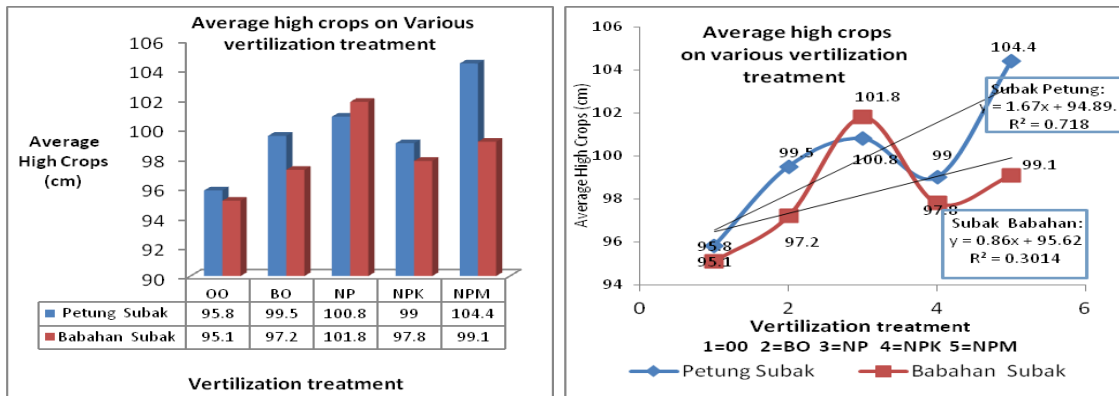 Average high crops on Various
vertilization treatment
106
104
102
100
98
96
94
92
90
Average
High Crops
(cm)
OO BO NP NPK NPM
Petung Subak 95.8 99.5 100.8 99 104.4
Babahan Subak 95.1 97.2 101.8 97.8 99.1
Vertilization treatment
Average high crops
on various vertilization
treatment
106
104
102
100
98
96
94
Average High Crops (cm)
95.8
99.5
100.8
99
104.4
95.1
97.2
101.8
97.8
99.1
Subak Petung:
y = 1.67x + 94.89.
R² = 0.718
Subak Babahan:
y = 0.86x + 95.62
R² = 0.3014
0 2 4 6
Vertilization treatment
1=00 2=BO 3=NP 4=NPK 5=NPM
Petung Subak Babahan Subak